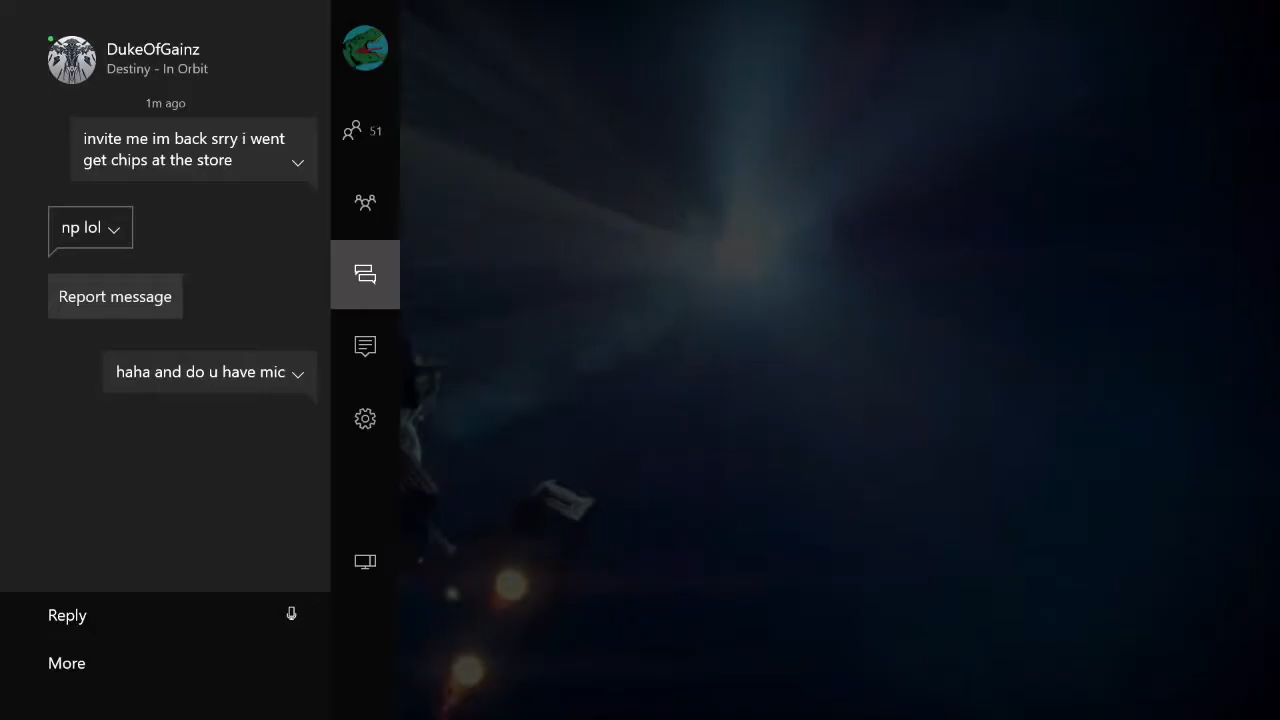 DukeOfGainz
Destiny - In Orbit
1m ago
invite me im back srry i went
get chips at the store
np lol
Report message
haha and do u have mic
Reply
More
51